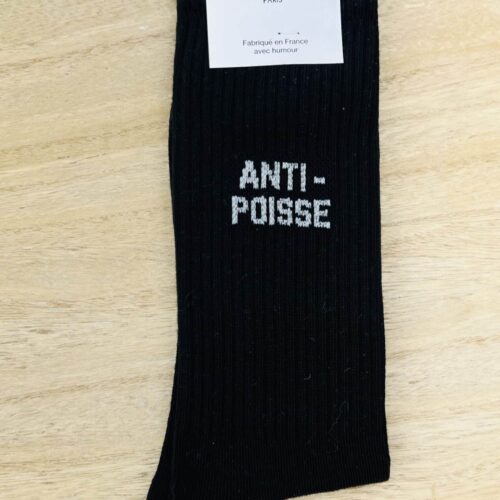 PARIS
Fabriqué en France
avec humour
ANTI-
POISSE